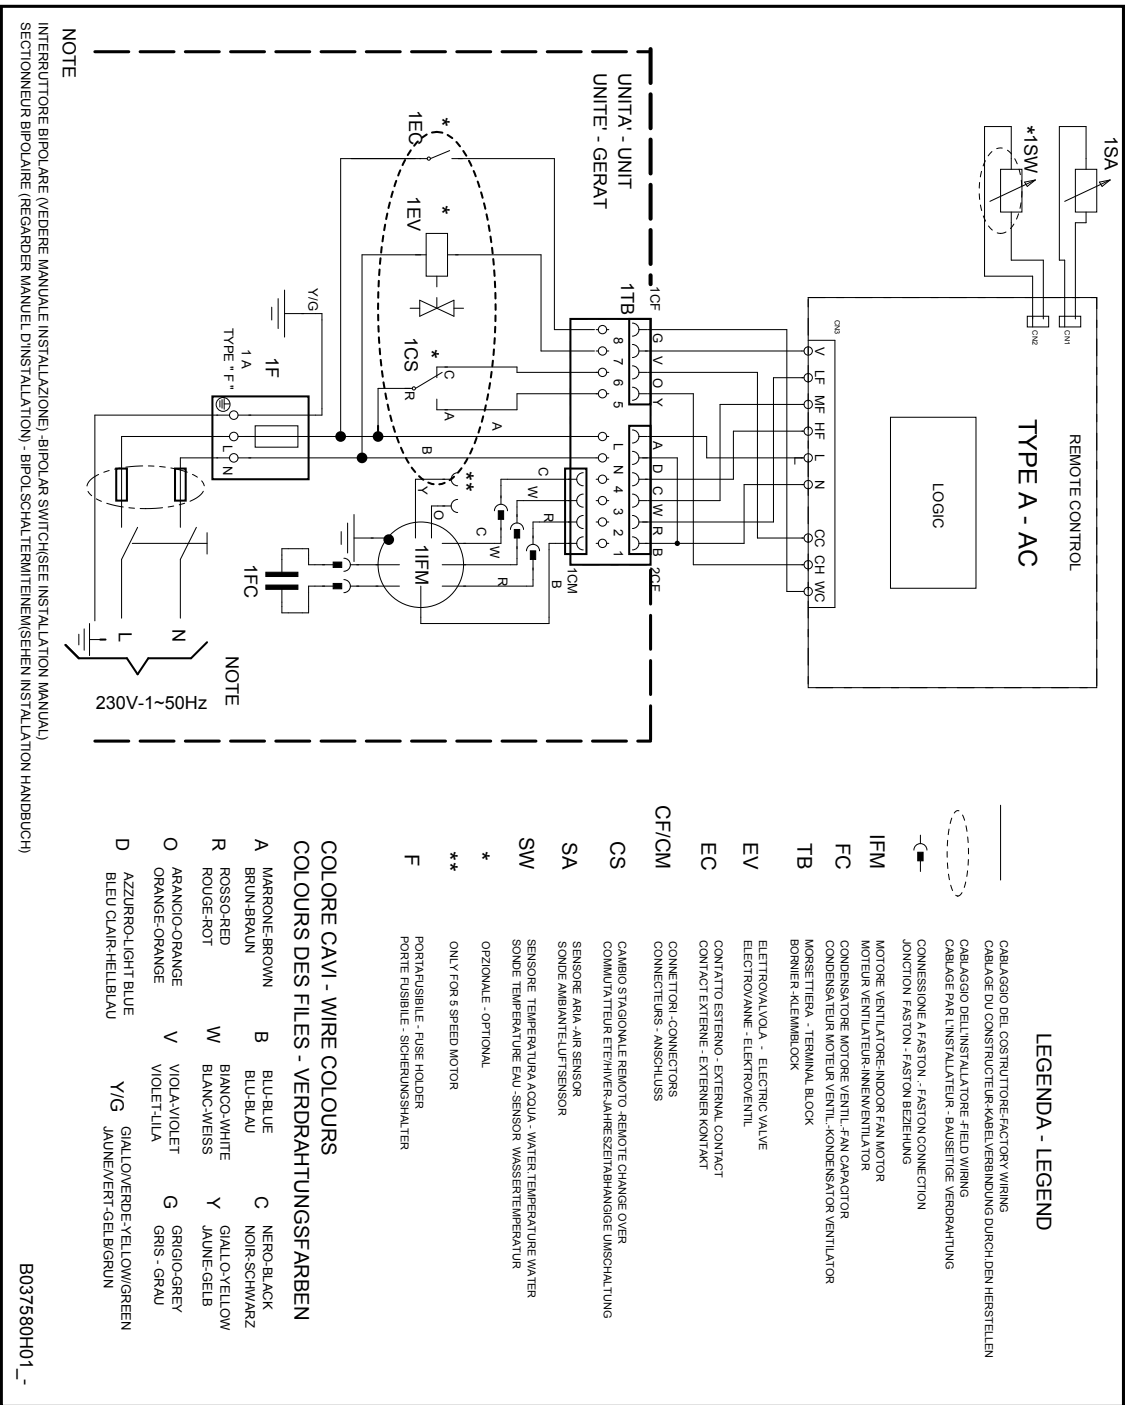 1SA
*1SW
CN1
CN2
REMOTE CONTROL
TYPE A - AC
LOGIC
CN3
V
LF
MF
HF
L
L
N
CC
CH
WC
UNITA' - UNIT
UNITE' - GERAT
1CF
1TB
2CF
G
V
O
Y
A
D
C
W
R
B
8
7
6
5
L
N
4
3
2
1
1CM
*
1EC
*
1EV
*
1CS
C
R
A
A
B
C
W
R
B
**
Y
O
C
W
R
1IFM
1FC
Y/G
1F
1 A
TYPE " F "
L
N
L
N
230V-1~50Hz
NOTE
NOTE
INTERRUTTORE BIPOLARE (VEDERE MANUALE INSTALLAZIONE) -BIPOLAR SWITCH(SEE INSTALLATION MANUAL)
SECTIONNEUR BIPOLAIRE (REGARDER MANUEL D'INSTALLATION) - BIPOLSCHALTERMITEINEM(SEHEN INSTALLATION HANDBUCH)
LEGENDA - LEGEND
CABLAGGIO DEL COSTRUTTORE-FACTORY WIRING
CABLAGE DU CONSTRUCTEUR-KABELVERBINDUNG DURCH.DEN HERSTELLEN
CABLAGGIO DELL'INSTALLATORE -FIELD WIRING
CABLAGE PAR L'INSTALLATEUR - BAUSEITIGE VERDRAHTUNG
CONNESSIONE A FASTON .- FASTON CONNECTION
JONCTION FASTON - FASTON BEZIEHUNG
IFM MOTORE VENTILATORE-INDOOR FAN MOTOR
MOTEUR VENTILATEUR-INNENVENTILATOR
FC CONDENSATORE MOTORE VENTIL.-FAN CAPACITOR
CONDENSATEUR MOTEUR VENTIL.-KONDENSATOR VENTILATOR
TB MORSETTIERA - TERMINAL BLOCK
BORNIER -KLEMMBLOCK
EV ELETTROVALVOLA - ELECTRIC VALVE
ELECTROVANNE - ELEKTROVENTIL
EC CONTATTO ESTERNO - EXTERNAL CONTACT
CONTACT EXTERNE - EXTERNER KONTAKT
CF/CM CONNETTORI -CONNECTORS
CONNECTEURS - ANSCHLUSS
CS CAMBIO STAGIONALE REMOTO -REMOTE CHANGE OVER
COMMUTATTEUR ETE'/HIVER-JAHRESZEITABHANGIGE UMSCHALTUNG
SA SENSORE ARIA -AIR SENSOR
SONDE AMBIANTE-LUFTSENSOR
SW SENSORE TEMPERATURA ACQUA - WATER.TEMPERATURE WATER
SONDE TEMPERATURE EAU -SENSOR WASSERTEMPERATUR
* OPZIONALE - OPTIONAL
** ONLY FOR 5 SPEED MOTOR
F PORTAFUSIBILE - FUSE HOLDER
PORTE FUSIBILE - SICHERUNGSHALTER
COLORE CAVI - WIRE COLOURS
COLOURS DES FILES - VERDRAHTUNGSFARBEN
A MARRONE-BROWN
BRUN-BRAUN
B BLU-BLUE
BLU-BLAU
C NERO-BLACK
NOIR-SCHWARZ
R ROSSO-RED
ROUGE-ROT
W BIANCO-WHITE
BLANC-WEISS
Y GIALLO-YELLOW
JAUNE-GELB
O ARANCIO-ORANGE
ORANGE-ORANGE
V VIOLA-VIOLET
VIOLET-LILA
G GRIGIO-GREY
GRIS - GRAU
D AZZURRO-LIGHT BLUE
BLEU CLAIR-HELLBLAU
Y/G GIALLO/VERDE-YELLOW/GREEN
JAUNE/VERT-GELB/GRUN
B037580H01_-